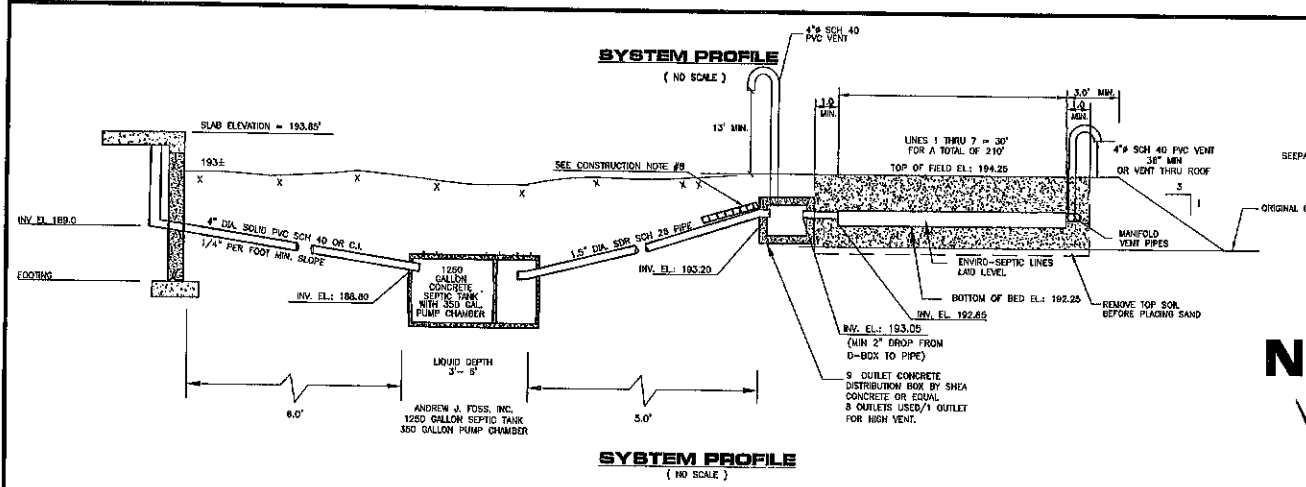 SYSTEM PROFILE
( NO SCALE )
4"ø SCH 40
PVC VENT
SLAB ELEVATION = 193.85'
193±
13' MIN.
1.0
MIN.
3.0' MIN.
1.0
MIN.
LINES 1 THRU 7 = 30'
FOR A TOTAL OF 210'
TOP OF FIELD EL: 194.25
4"ø SCH 40 PVC VENT
OR VENT THRU ROOF
SEE CONSTRUCTION NOTE #8
3
1
INV. EL. 189.0
4" DIA. SOLID PVC SCH 40 OR C.I.
1/4" PER FOOT MIN. SLOPE
1.5" DIA. SDR SCH 26 PIPE
MANIFOLD
VENT PIPES
ORIGINAL
FOOTING
INV. EL.: 188.80
1250
GALLON
CONCRETE
SEPTIC TANK
WITH 350 GAL.
PUMP CHAMBER
INV. EL.: 193.20
ENVIRO-SEPTIC LINES
LAID LEVEL
BOTTOM OF BED EL.: 192.25
REMOVE TOP SOIL
BEFORE PLACING SAND
INV. EL. 192.85
INV. EL.: 193.05
(MIN 2" DROP FROM
D-BOX TO PIPE)
LIQUID DEPTH
9 OUTLET CONCRETE
DISTRIBUTION BOX BY SHEA
CONCRETE OR EQUAL
8 OUTLETS USED/1 OUTLET
FOR HIGH VENT.
6.0'
ANDREW J. FOSS, INC.
1250 GALLON SEPTIC TANK
350 GALLON PUMP CHAMBER
5.0'
N
SYSTEM PROFILE
( NO SCALE )